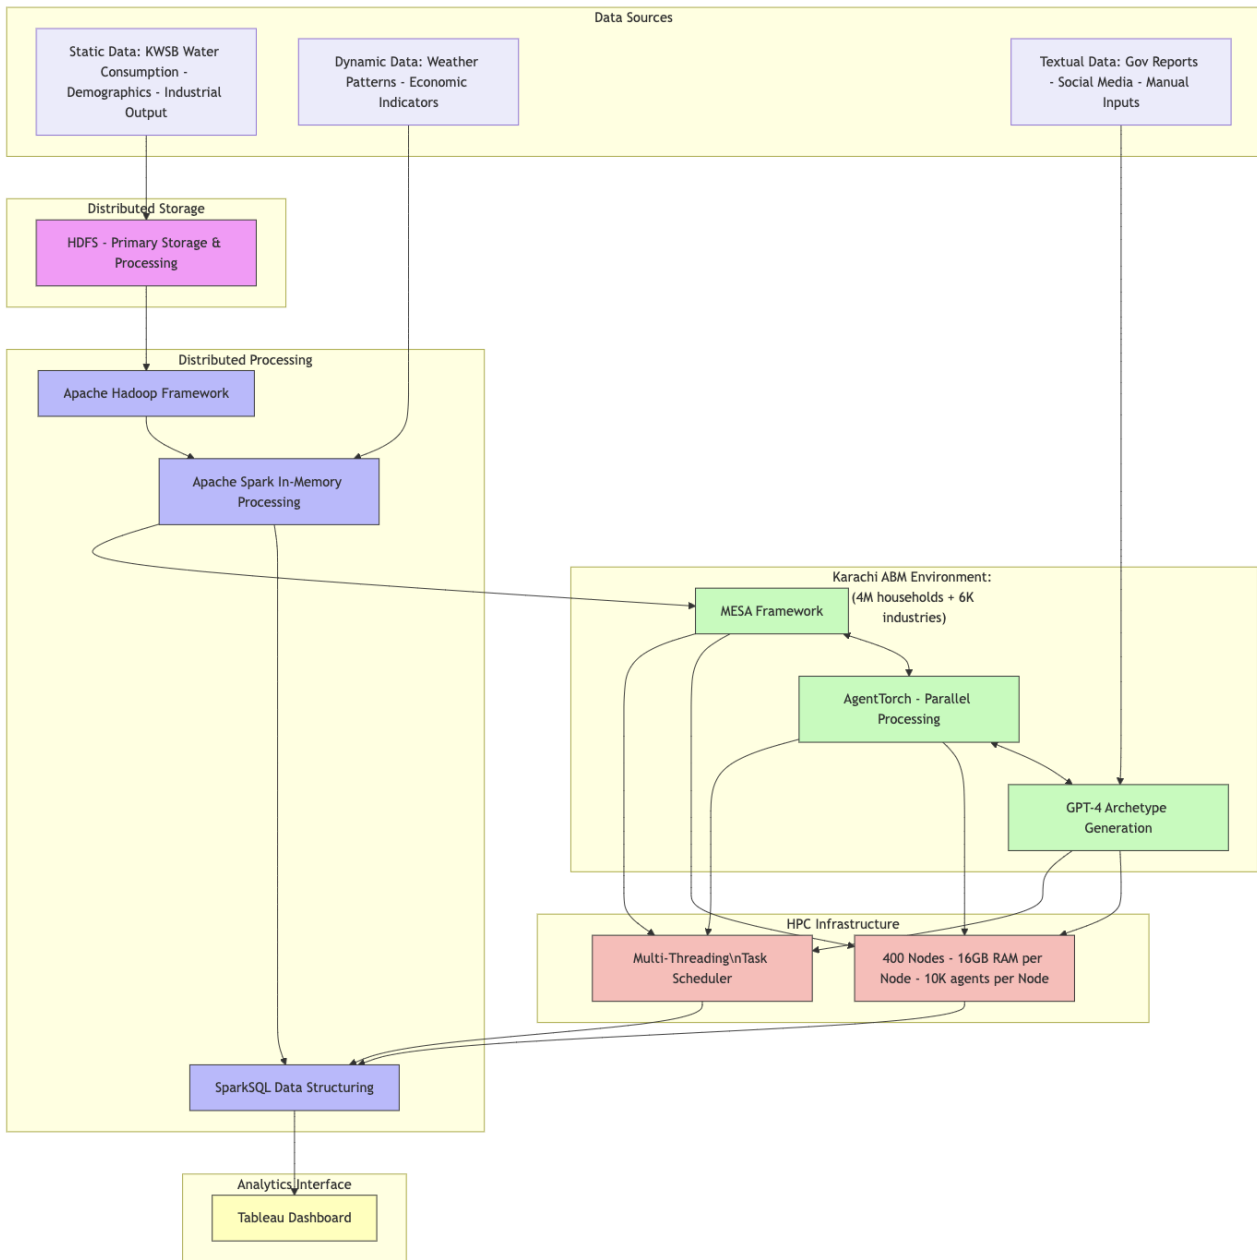 Data Sources
Static Data: KWSB Water
Consumption -
Demographics - Industrial
Output
Dynamic Data: Weather
Patterns - Economic
Indicators
Textual Data: Gov Reports
- Social Media - Manual
Inputs
Distributed Storage
HDFS - Primary Storage &
Processing
Distributed Processing
Apache Hadoop Framework
Apache Spark In-Memory
Processing
Karachi ABM Environment:
(4M households + 6K
industries)
MESA Framework
AgentTorch - Parallel
Processing
GPT-4 Archetype
Generation
HPC Infrastructure
Multi-Threading\nTask
Scheduler
400 Nodes - 16GB RAM per
Node - 10K agents per Node
SparkSQL Data Structuring
Analytics Interface
Tableau Dashboard